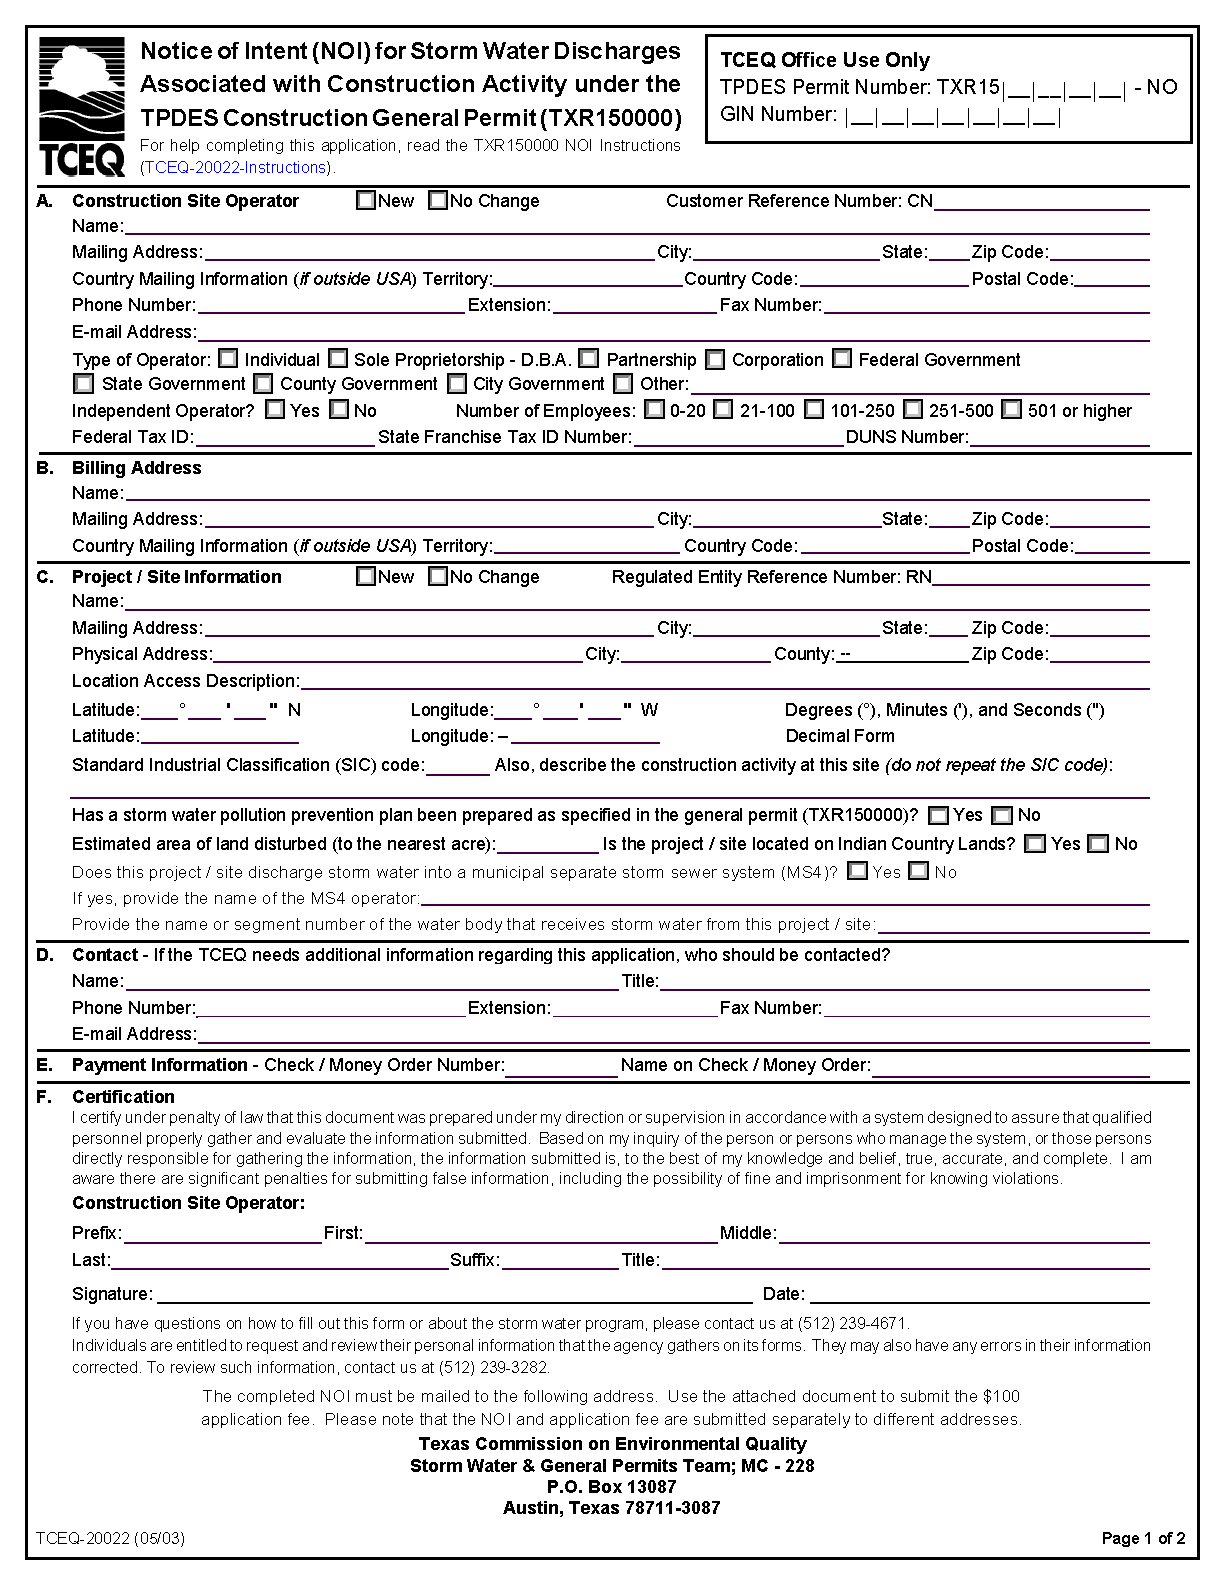 Notice of Intent (NOI) for Storm Water Discharges
Associated with Construction Activity under the
TPDES Construction General Permit (TXR150000)
For help completing this application, read the TXR150000 NOI Instructions
(TCEQ-20022-Instructions).
TCEQ
TCEQ Office Use Only
TPDES Permit Number: TXR15|__|__|__|__| - NO
GIN Number: |__|__|__|__|__|__|__|
A. Construction Site Operator New No Change Customer Reference Number: CN
Name:
Mailing Address: City: State: Zip Code:
Country Mailing Information (if outside USA) Territory: Country Code: Postal Code:
Phone Number: Extension: Fax Number:
E-mail Address:
Type of Operator: Individual Sole Proprietorship - D.B.A. Partnership Corporation Federal Government
State Government County Government City Government Other:
Independent Operator? Yes No Number of Employees: 0-20 21-100 101-250 251-500 501 or higher
Federal Tax ID: State Franchise Tax ID Number: DUNS Number:
B. Billing Address
Name:
Mailing Address: City: State: Zip Code:
Country Mailing Information (if outside USA) Territory: Country Code: Postal Code:
C. Project / Site Information New No Change Regulated Entity Reference Number: RN
Name:
Mailing Address: City: State: Zip Code:
Physical Address: City: County: -- Zip Code:
Location Access Description:
Latitude: ° ' " N Longitude: ° ' " W Degrees (°), Minutes ('), and Seconds (")
Latitude: Longitude: – Decimal Form
Standard Industrial Classification (SIC) code: Also, describe the construction activity at this site (do not repeat the SIC code):
Has a storm water pollution prevention plan been prepared as specified in the general permit (TXR150000)? Yes No
Estimated area of land disturbed (to the nearest acre): Is the project / site located on Indian Country Lands? Yes No
Does this project / site discharge storm water into a municipal separate storm sewer system (MS4)? Yes No
If yes, provide the name of the MS4 operator:
Provide the name or segment number of the water body that receives storm water from this project / site:
D. Contact - If the TCEQ needs additional information regarding this application, who should be contacted?
Name: Title:
Phone Number: Extension: Fax Number:
E-mail Address:
E. Payment Information - Check / Money Order Number: Name on Check / Money Order:
F. Certification
I certify under penalty of law that this document was prepared under my direction or supervision in accordance with a system designed to assure that qualified
personnel properly gather and evaluate the information submitted. Based on my inquiry of the person or persons who manage the system, or those persons
directly responsible for gathering the information, the information submitted is, to the best of my knowledge and belief, true, accurate, and complete. I am
aware there are significant penalties for submitting false information, including the possibility of fine and imprisonment for knowing violations.
Construction Site Operator:
Prefix: First: Middle:
Last: Suffix: Title:
Signature: Date:
If you have questions on how to fill out this form or about the storm water program, please contact us at (512) 239-4671.
Individuals are entitled to request and review their personal information that the agency gathers on its forms. They may also have any errors in their information
corrected. To review such information, contact us at (512) 239-3282.
The completed NOI must be mailed to the following address. Use the attached document to submit the $100
application fee. Please note that the NOI and application fee are submitted separately to different addresses.
Texas Commission on Environmental Quality
Storm Water & General Permits Team; MC - 228
P.O. Box 13087
Austin, Texas 78711-3087
TCEQ-20022 (05/03) Page 1 of 2